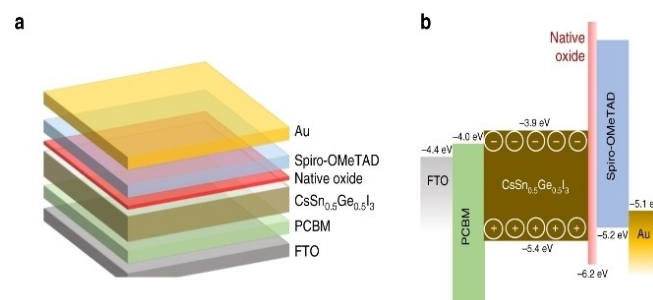 a
Au
Spiro-OMeTAD
Native oxide
CsSn0.5Ge0.5I3
PCBM
FTO
b
Native
oxide
−3.9 eV
−4.0 eV
−4.4 eV
FTO
PCBM
CsSn0.5Ge0.5I3
Spiro-OMeTAD
−5.1 e
−5.2 eV
−5.4 eV
Au
−6.2 eV